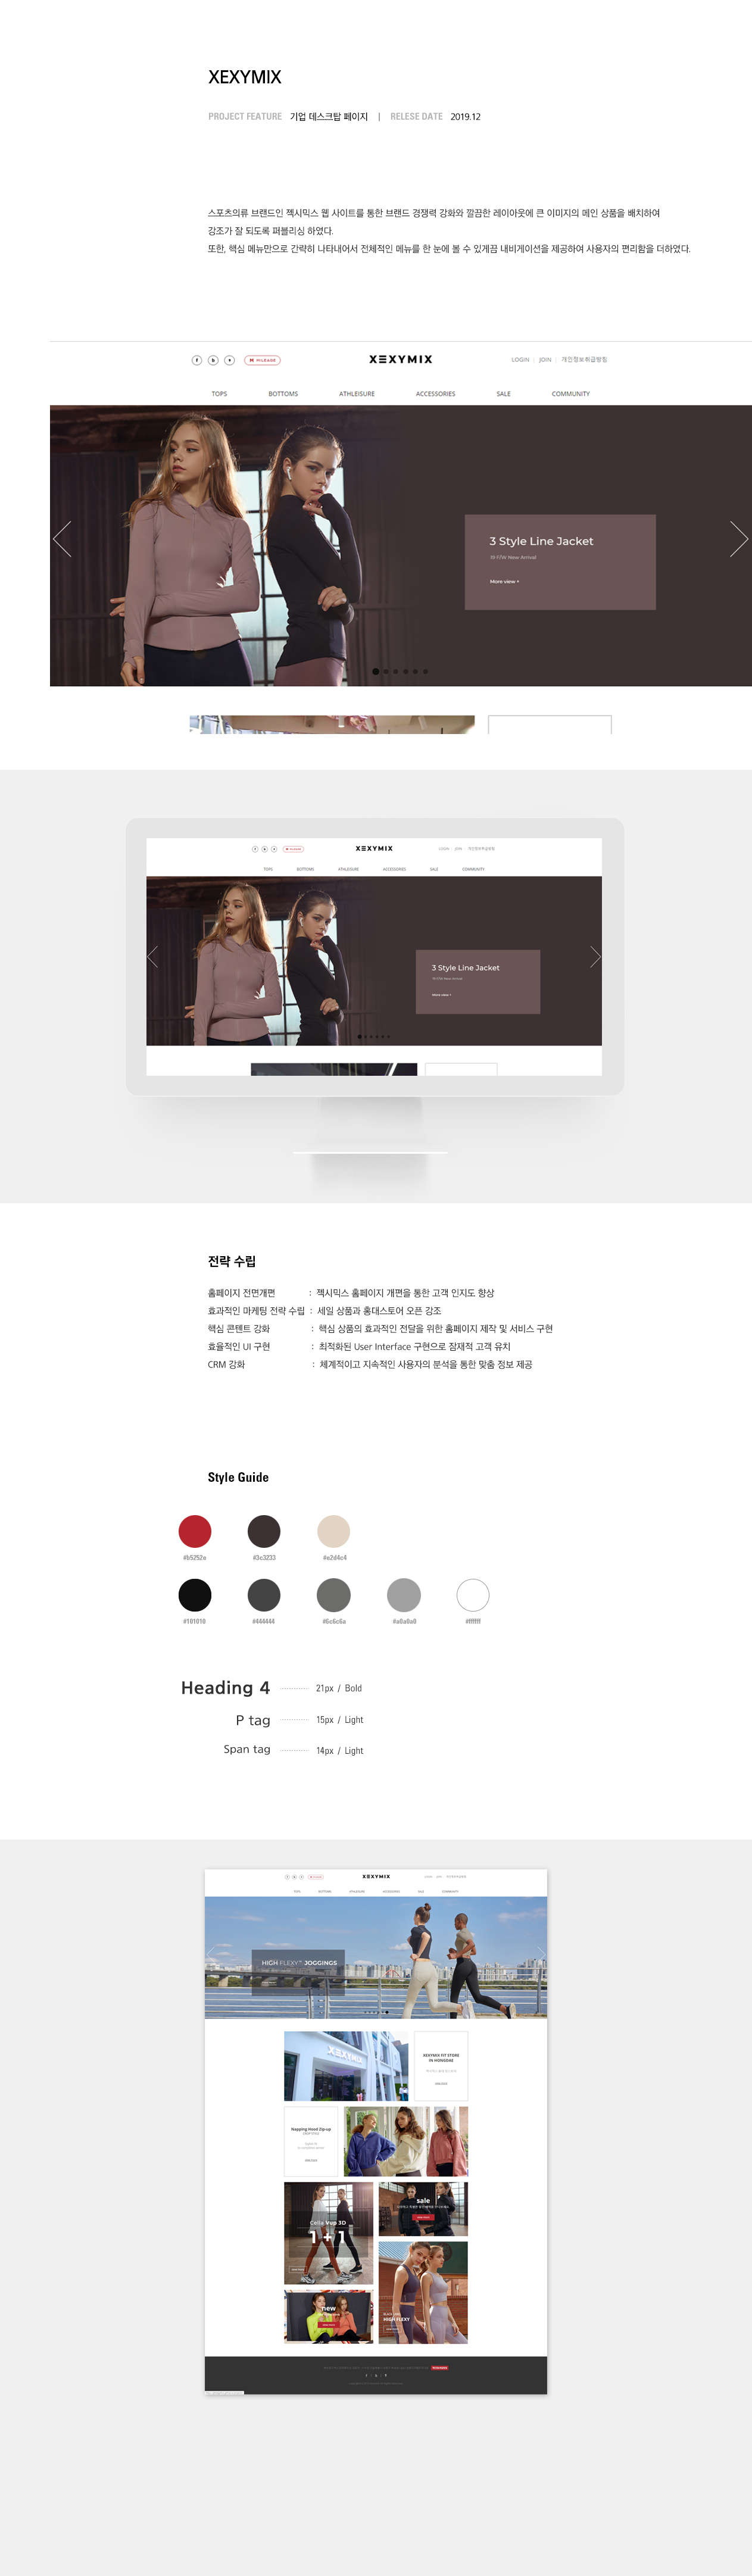 XEXYMIX
PROJECT FEATURE 기업 데스크탑 페이지 | RELESE DATE 2019.12
스포츠의류 브랜드인 젝시믹스 웹 사이트를 통한 브랜드 경쟁력 강화와 깔끔한 레이아웃에 큰 이미지의 메인 상품을 배치하여
강조가 잘 되도록 퍼블리싱 하였다.
또한, 핵심 메뉴만으로 간략히 나타내어서 전체적인 메뉴를 한 눈에 볼 수 있게끔 내비게이션을 제공하여 사용자의 편리함을 더하였다.
f b MILEAGE XEXYMIX LOGIN JOIN 개인정보취급방침
TOPS BOTTOMS ATHLEISURE ACCESSORIES SALE COMMUNITY
3 Style Line Jacket
19 F/W New Arrival
More view +
XEXYMIX LOGIN JOIN 개인정보취급방침
TOPS BOTTOMS ATHLEISURE ACCESSORIES SALE COMMUNITY
3 Style Line Jacket
19 F/W New Arrival
More view +
전략 수립
홈페이지 전면개편 : 젝시믹스 홈페이지 개편을 통한 고객 인지도 향상
효과적인 마케팅 전략 수립 : 세일 상품과 홍대스토어 오픈 강조
핵심 콘텐트 강화 : 핵심 상품의 효과적인 전달을 위한 홈페이지 제작 및 서비스 구현
효율적인 UI 구현 : 최적화된 User Interface 구현으로 잠재적 고객 유치
CRM 강화 : 체계적이고 지속적인 사용자의 분석을 통한 맞춤 정보 제공
Style Guide
#b5252e #3c3233 #e2d4c4
#101010 #444444 #6c6c6a #a0a0a0 #ffffff
Heading 4 21px / Bold
P tag 15px / Light
Span tag 14px / Light
XEXYMIX
TOPS BOTTOMS ATHLEISURE ACCESSORIES SALE COMMUNITY
HIGH FLEXY™ JOGGINGS
XEXYMIX
XEXYMIX FIT STORE
IN HONGDAE
Napping Hood Zip-up
Cella V-up 3D
1 + 1
sale
new
HIGH FLEXY